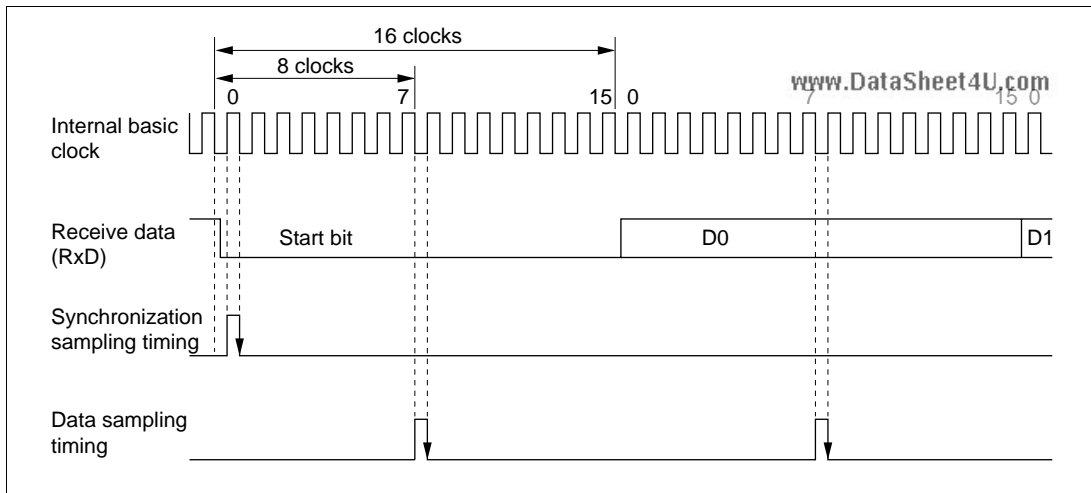 16 clocks
8 clocks
www.DataSheet4U.com
0 7 15 0 7 15 0
Internal basic
clock
Receive data
(RxD)
Start bit D0 D1
Synchronization
sampling timing
Data sampling
timing